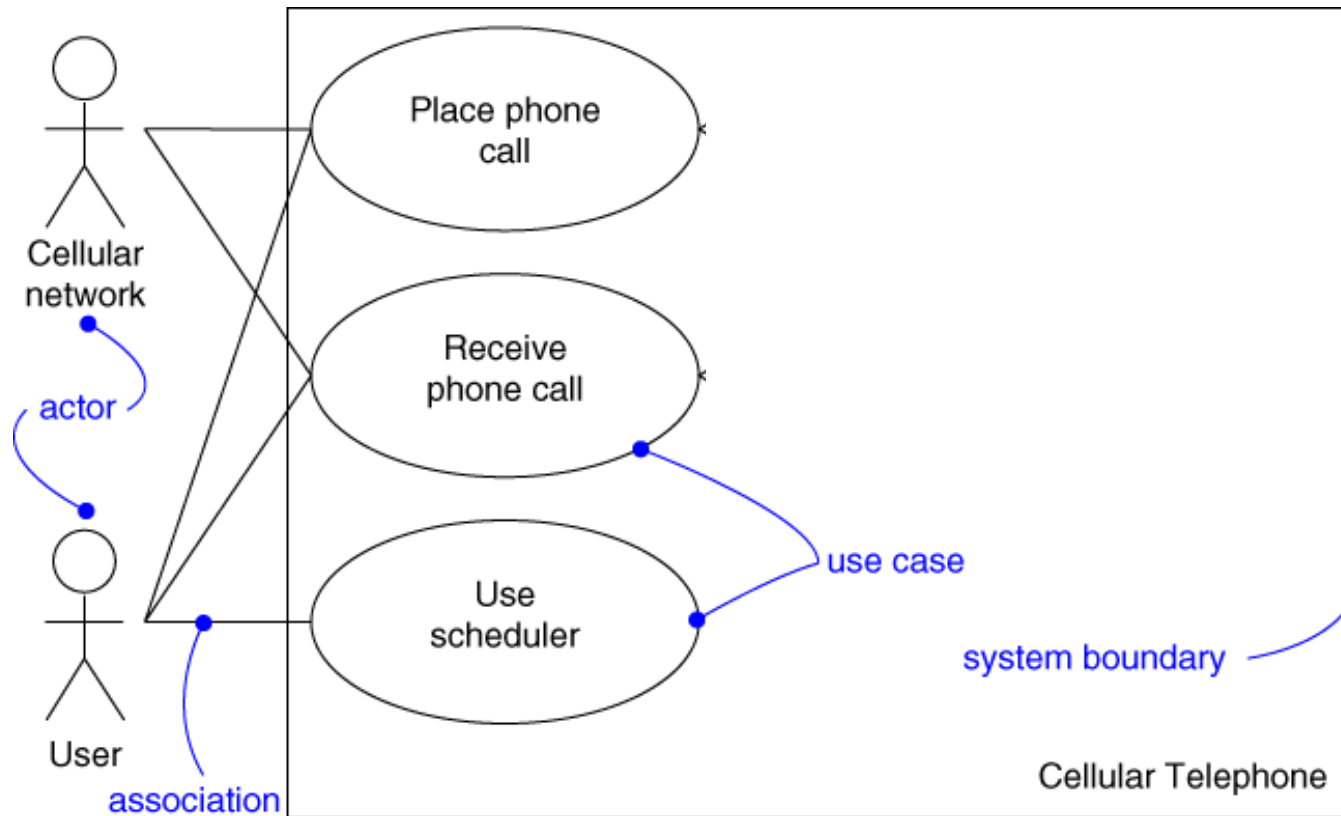 Place phone
call
Cellular
network
Receive
phone call
actor
use case
Use
scheduler
system boundary
User
Cellular Telephone
association